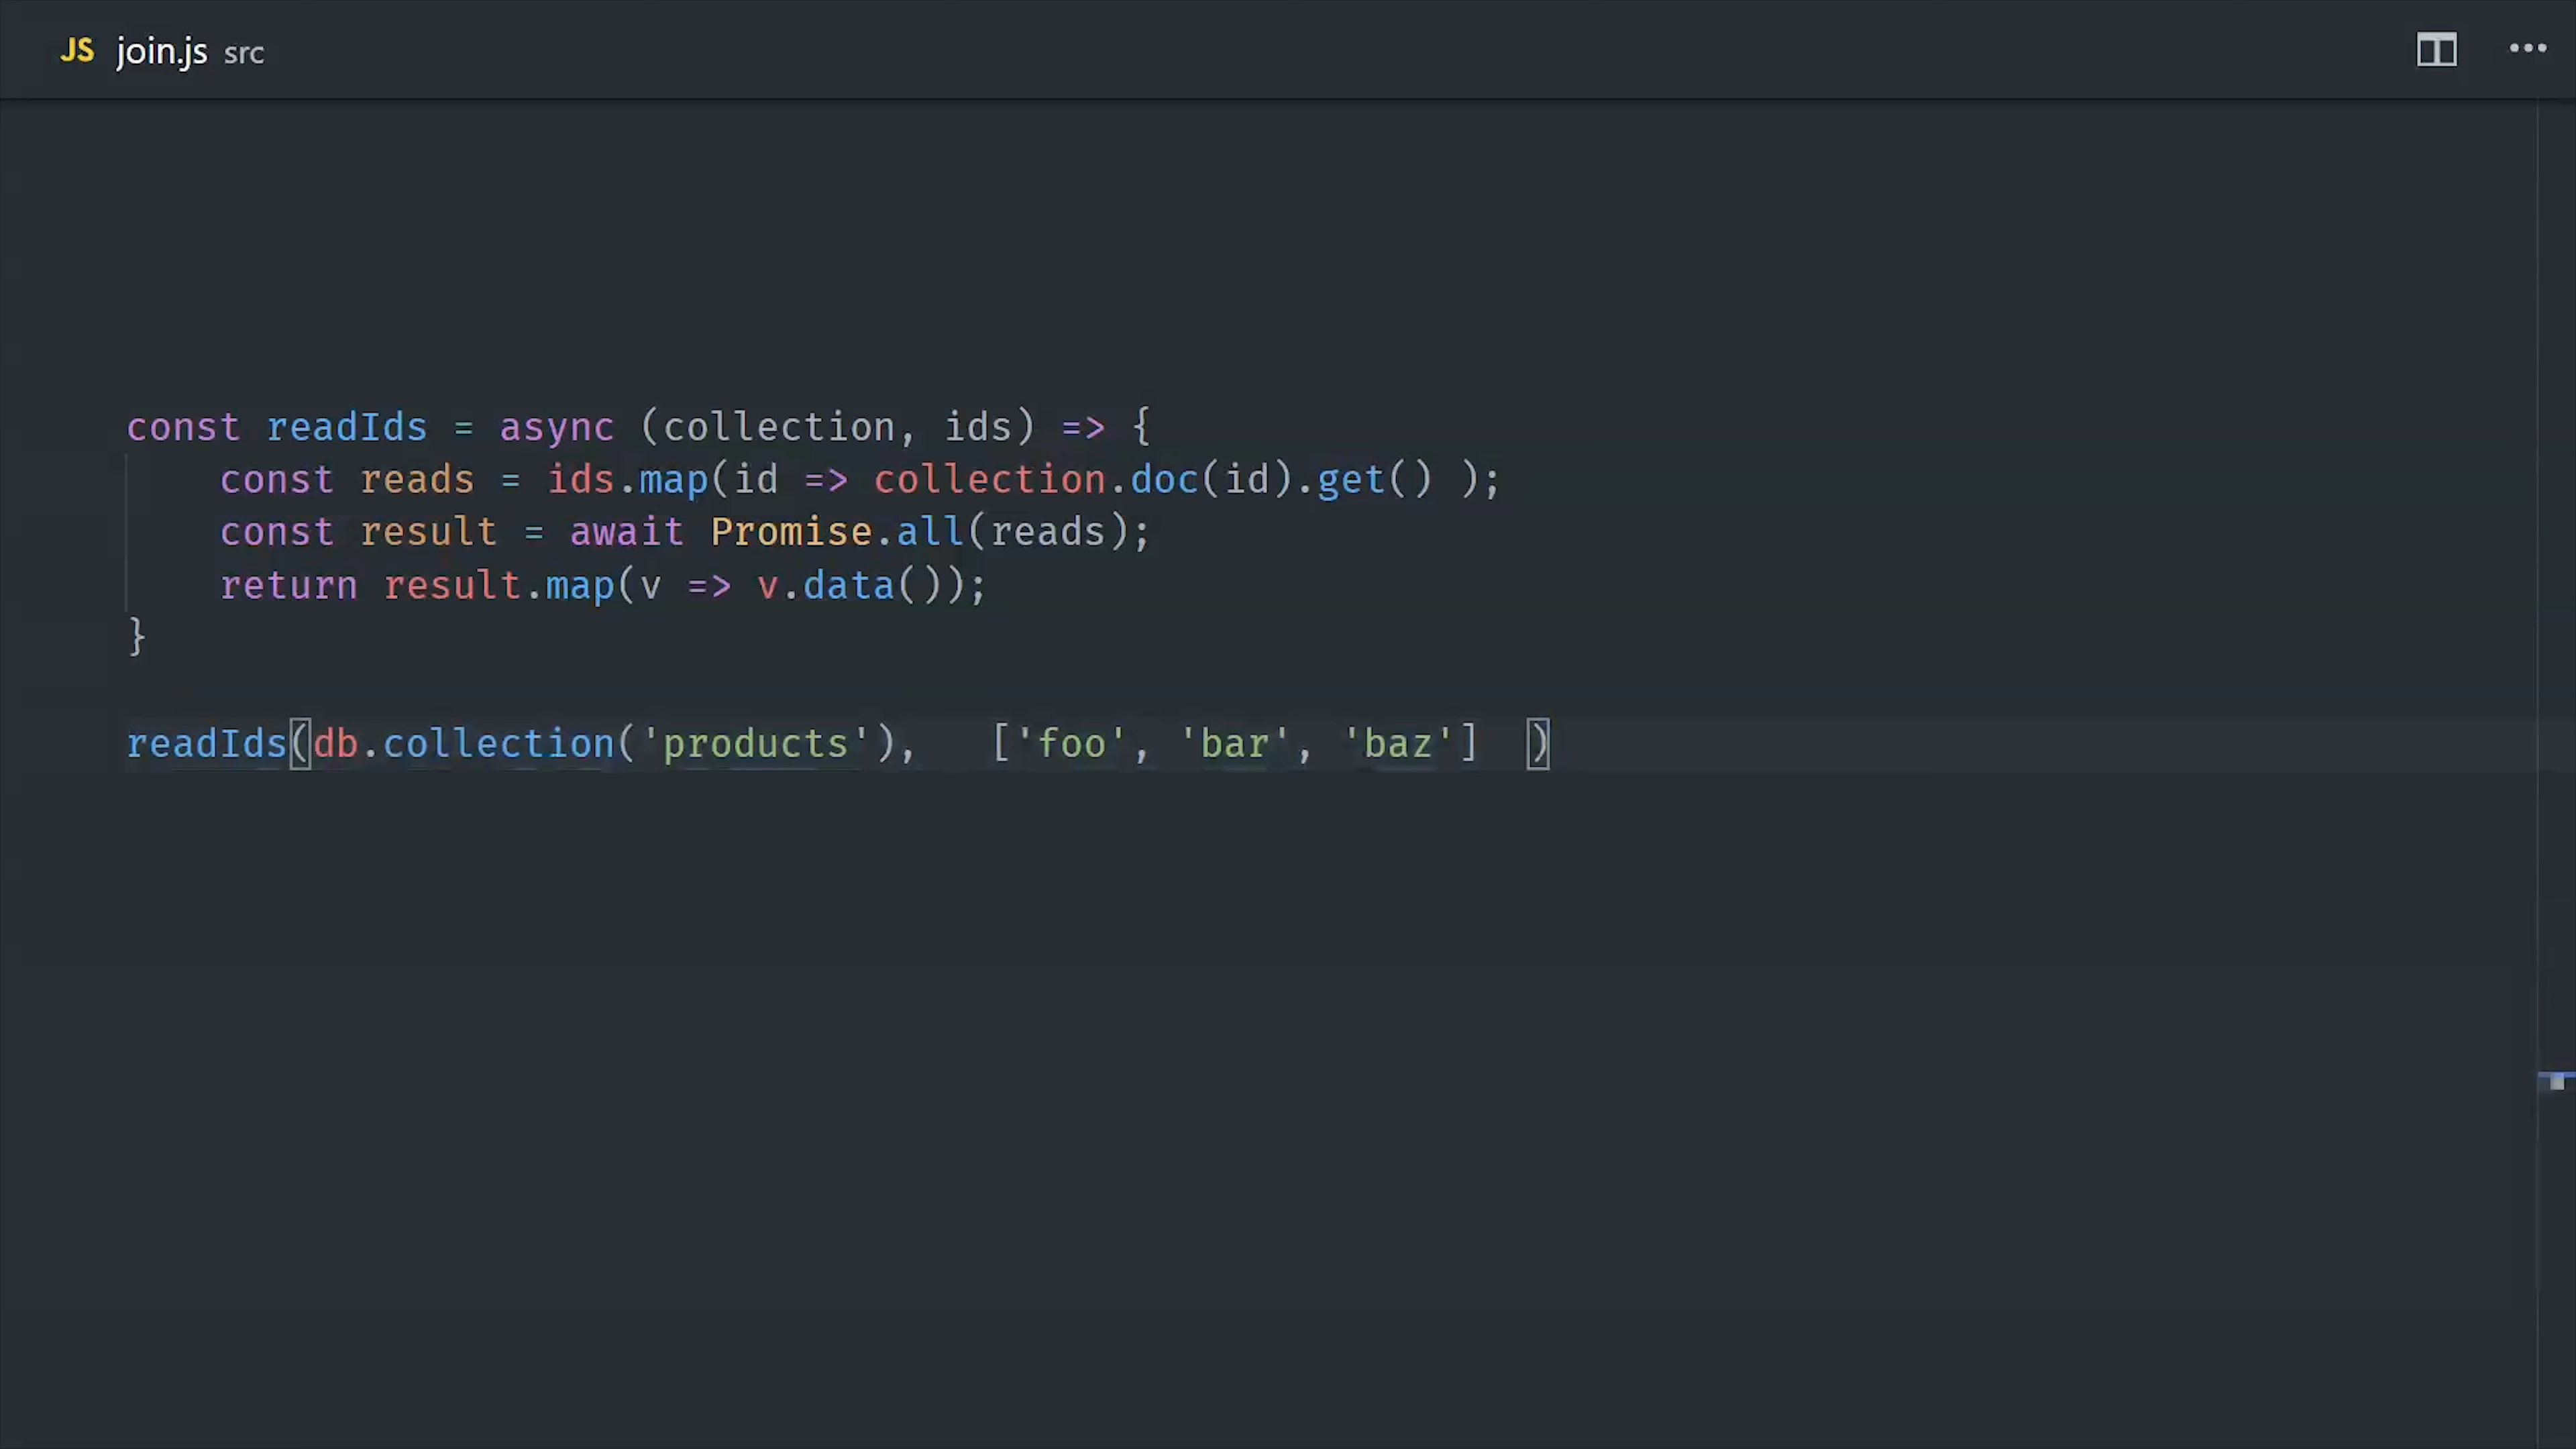 JS join.js src
const readIds = async (collection, ids) => {
    const reads = ids.map(id => collection.doc(id).get() );
    const result = await Promise.all(reads);
    return result.map(v => v.data());
}
readIds(db.collection('products'),   ['foo', 'bar', 'baz']  )